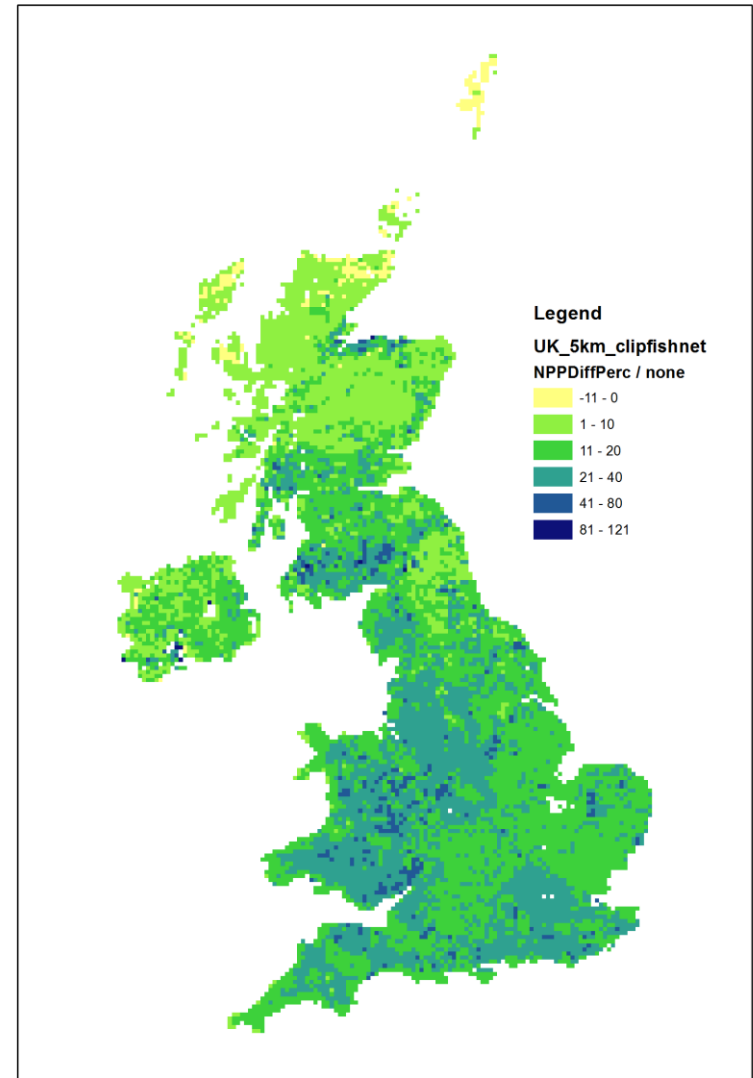 Legend
UK_5km_clipfishnet
NPPDiffPerc / none
-11 - 0
1 - 10
11 - 20
21 - 40
41 - 80
81 - 121